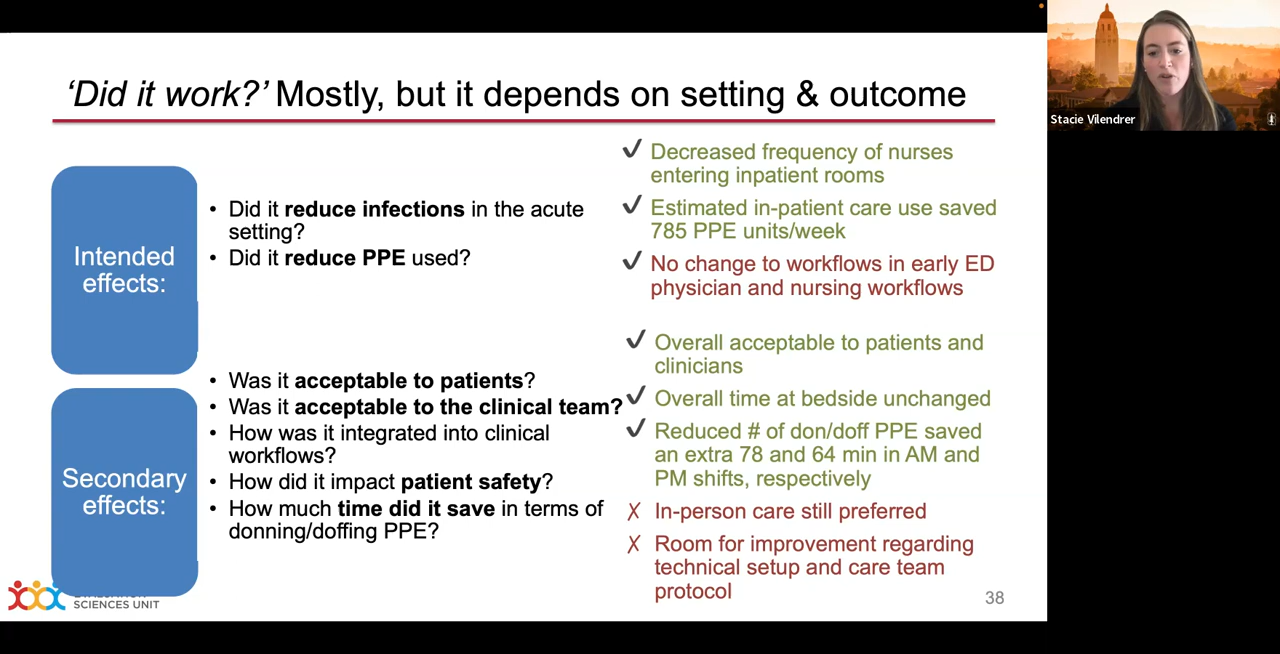 'Did it work?' Mostly, but it depends on setting & outcome
Stacie Vilendrer
Intended
effects:
• Did it reduce infections in the acute
setting?
• Did it reduce PPE used?
✓ Decreased frequency of nurses
entering inpatient rooms
✓ Estimated in-patient care use saved
785 PPE units/week
✓ No change to workflows in early ED
physician and nursing workflows
Secondary
effects:
• Was it acceptable to patients?
• Was it acceptable to the clinical team?
• How was it integrated into clinical
workflows?
• How did it impact patient safety?
• How much time did it save in terms of
donning/doffing PPE?
✓ Overall acceptable to patients and
clinicians
✓ Overall time at bedside unchanged
✓ Reduced # of don/doff PPE saved
an extra 78 and 64 min in AM and
PM shifts, respectively
✗ In-person care still preferred
✗ Room for improvement regarding
technical setup and care team
protocol
SCIENCES UNIT
38